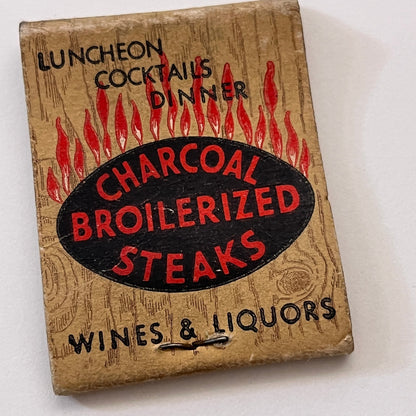 LUNCHEON
COCKTAILS
DINNER
CHARCOAL
BROILERIZED
STEAKS
WINES & LIQUORS